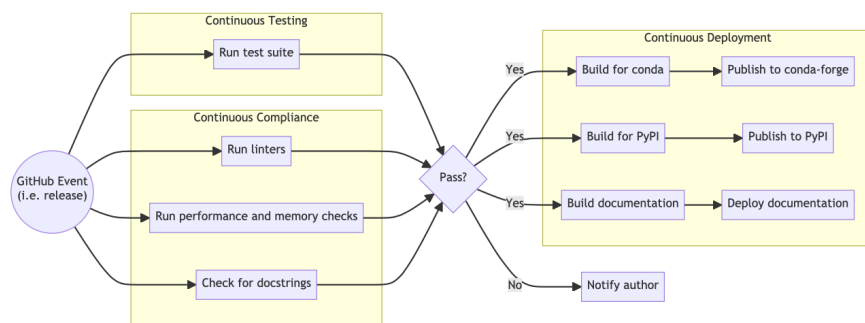 Continuous Testing
Run test suite
Continuous Compliance
Run linters
GitHub Event
(i.e. release)
Run performance and memory checks
Check for docstrings
Pass?
Yes
Yes
Yes
No
Continuous Deployment
Build for conda
Publish to conda-forge
Build for PyPI
Publish to PyPI
Build documentation
Deploy documentation
Notify author